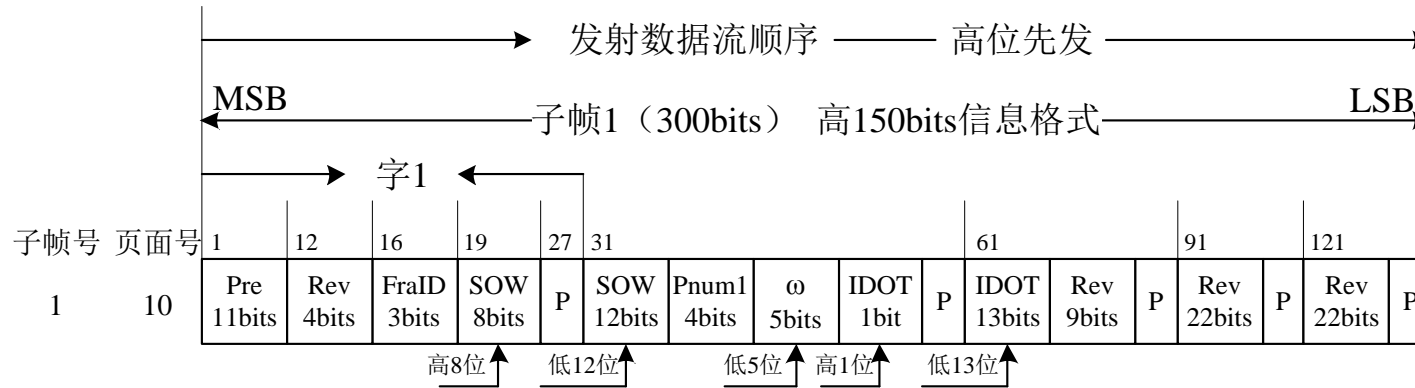 发射数据流顺序 高位先发
MSB LSB
子帧1（300bits） 高150bits信息格式
字1
子帧号 页面号 1 12 16 19 27 31 61 91 121
1 10 Pre 11bits Rev 4bits FraID 3bits SOW 8bits P SOW 12bits Pnum1 4bits ω 5bits IDOT 1bit P IDOT 13bits Rev 9bits P Rev 22bits P Rev 22bits P
高8位 低12位 低5位 高1位 低13位